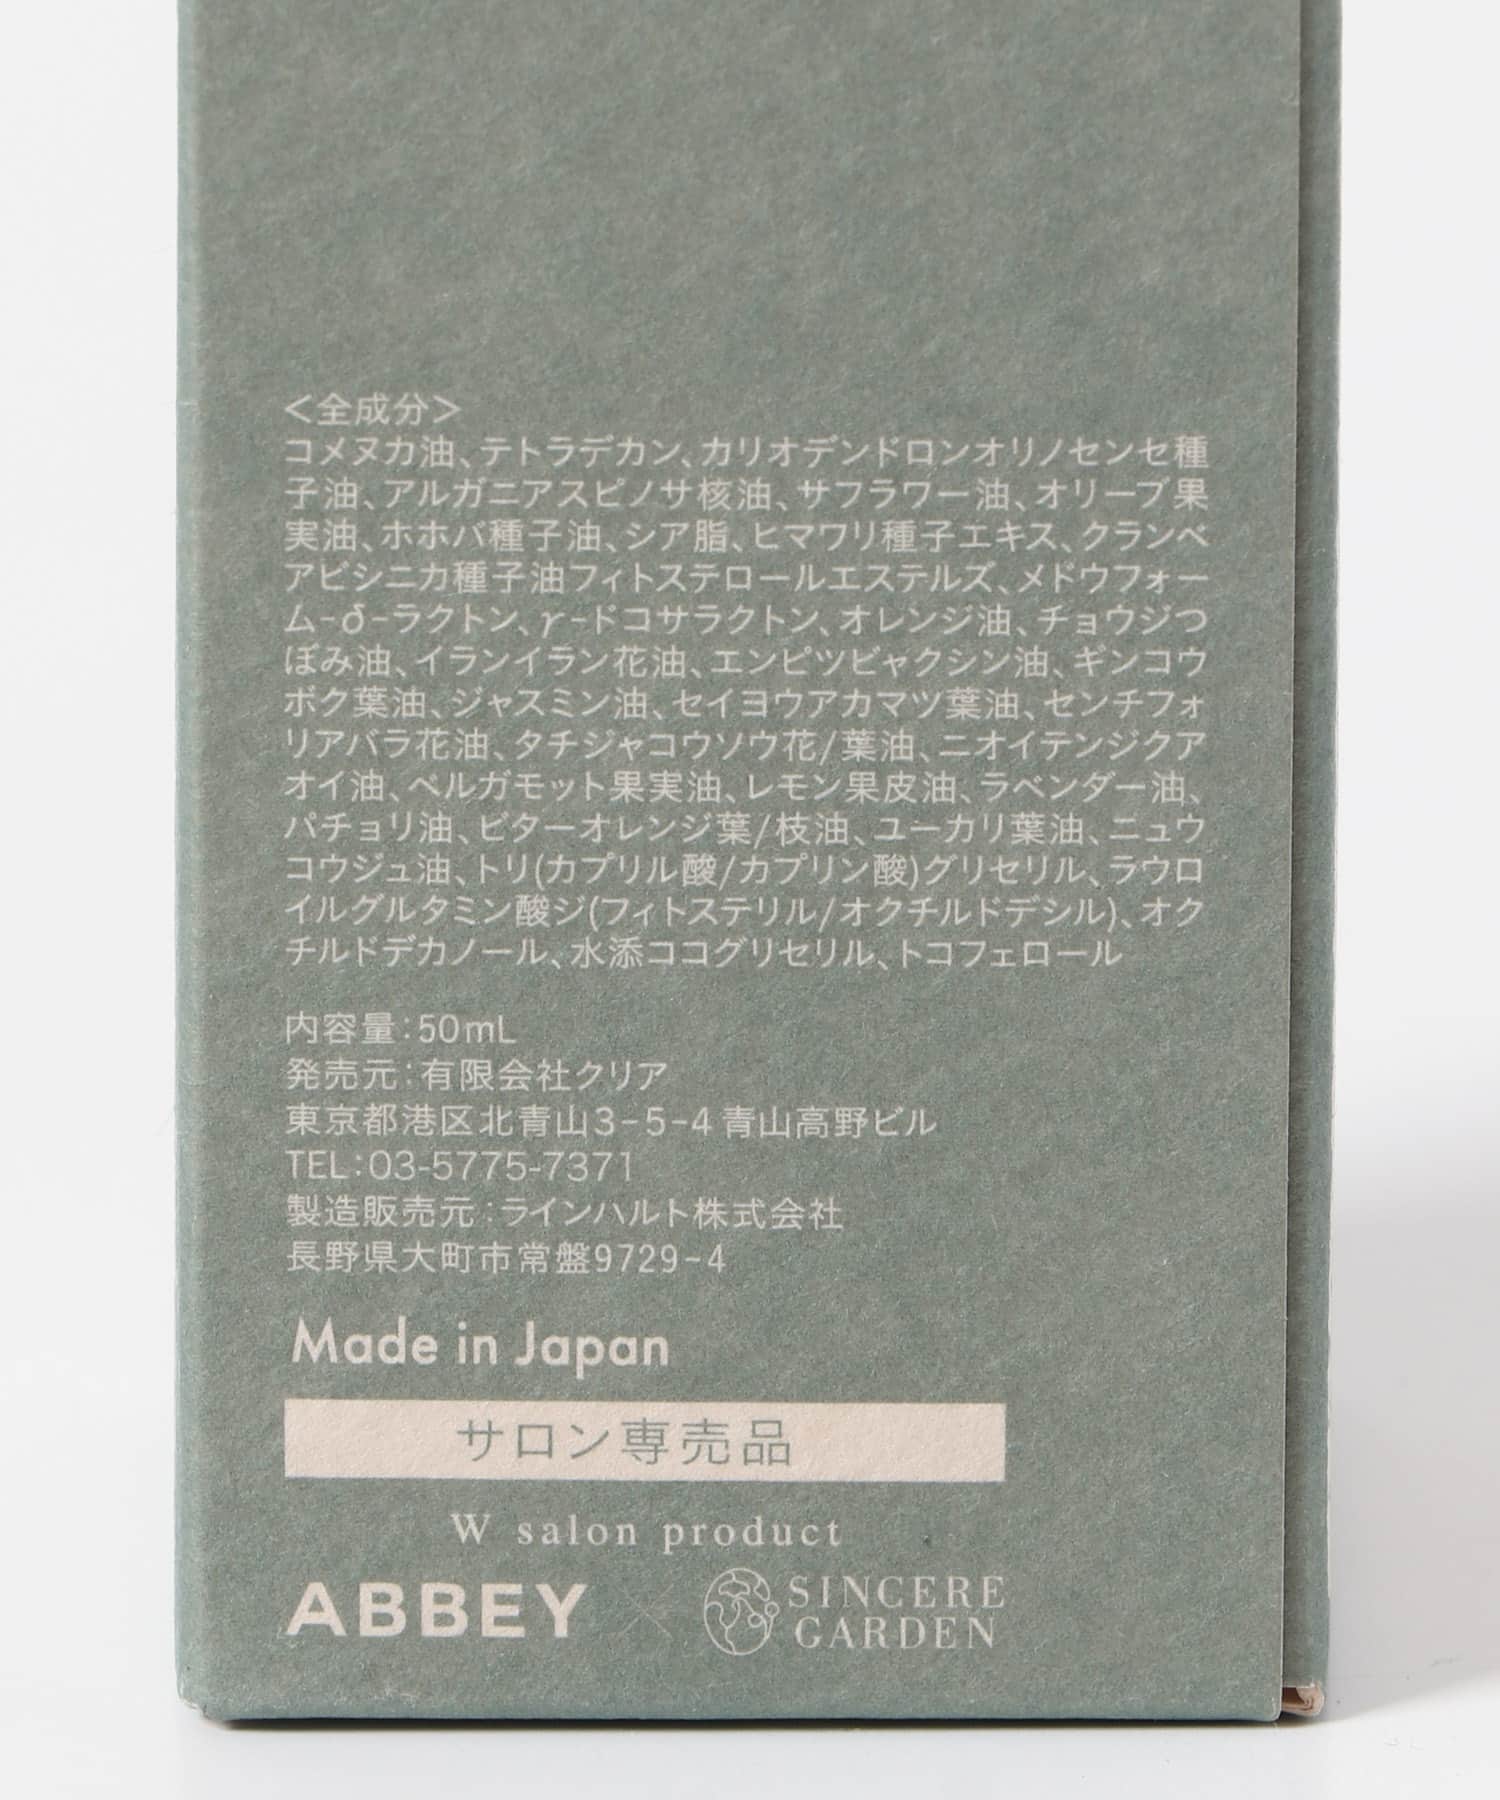 <全成分>
コメヌカ油、テトラデカン、カリオデンドロンオリノセンセ種
子油、アルガニアスピノサ核油、サフラワー油、オリーブ果
実油、ホホバ種子油、シア脂、ヒマワリ種子エキス、クランベ
アビシニカ種子油フィトステロールエステルズ、メドウフォー
ム-δ-ラクトン、γ-ドコサラクトン、オレンジ油、チョウジつ
ぼみ油、イランイラン花油、エンピツビャクシン油、ギンコウ
ボク葉油、ジャスミン油、セイヨウアカマツ葉油、センチフォ
リアバラ花油、タチジャコウソウ花/葉油、ニオイテンジクア
オイ油、ベルガモット果実油、レモン果皮油、ラベンダー油、
パチョリ油、ビターオレンジ葉/枝油、ユーカリ葉油、ニュウ
コウジュ油、トリ(カプリル酸/カプリン酸)グリセリル、ラウロ
イルグルタミン酸ジ(フィトステリル/オクチルドデシル)、オク
チルドデカノール、水添ココグリセリル、トコフェロール
内容量:50mL
発売元:有限会社クリア
東京都港区北青山3-5-4 青山高野ビル
TEL:03-5775-7371
製造販売元:ラインハルト株式会社
長野県大町市常盤9729-4
Made in Japan
サロン専売品
W salon product
ABBEY × SINCERE
GARDEN